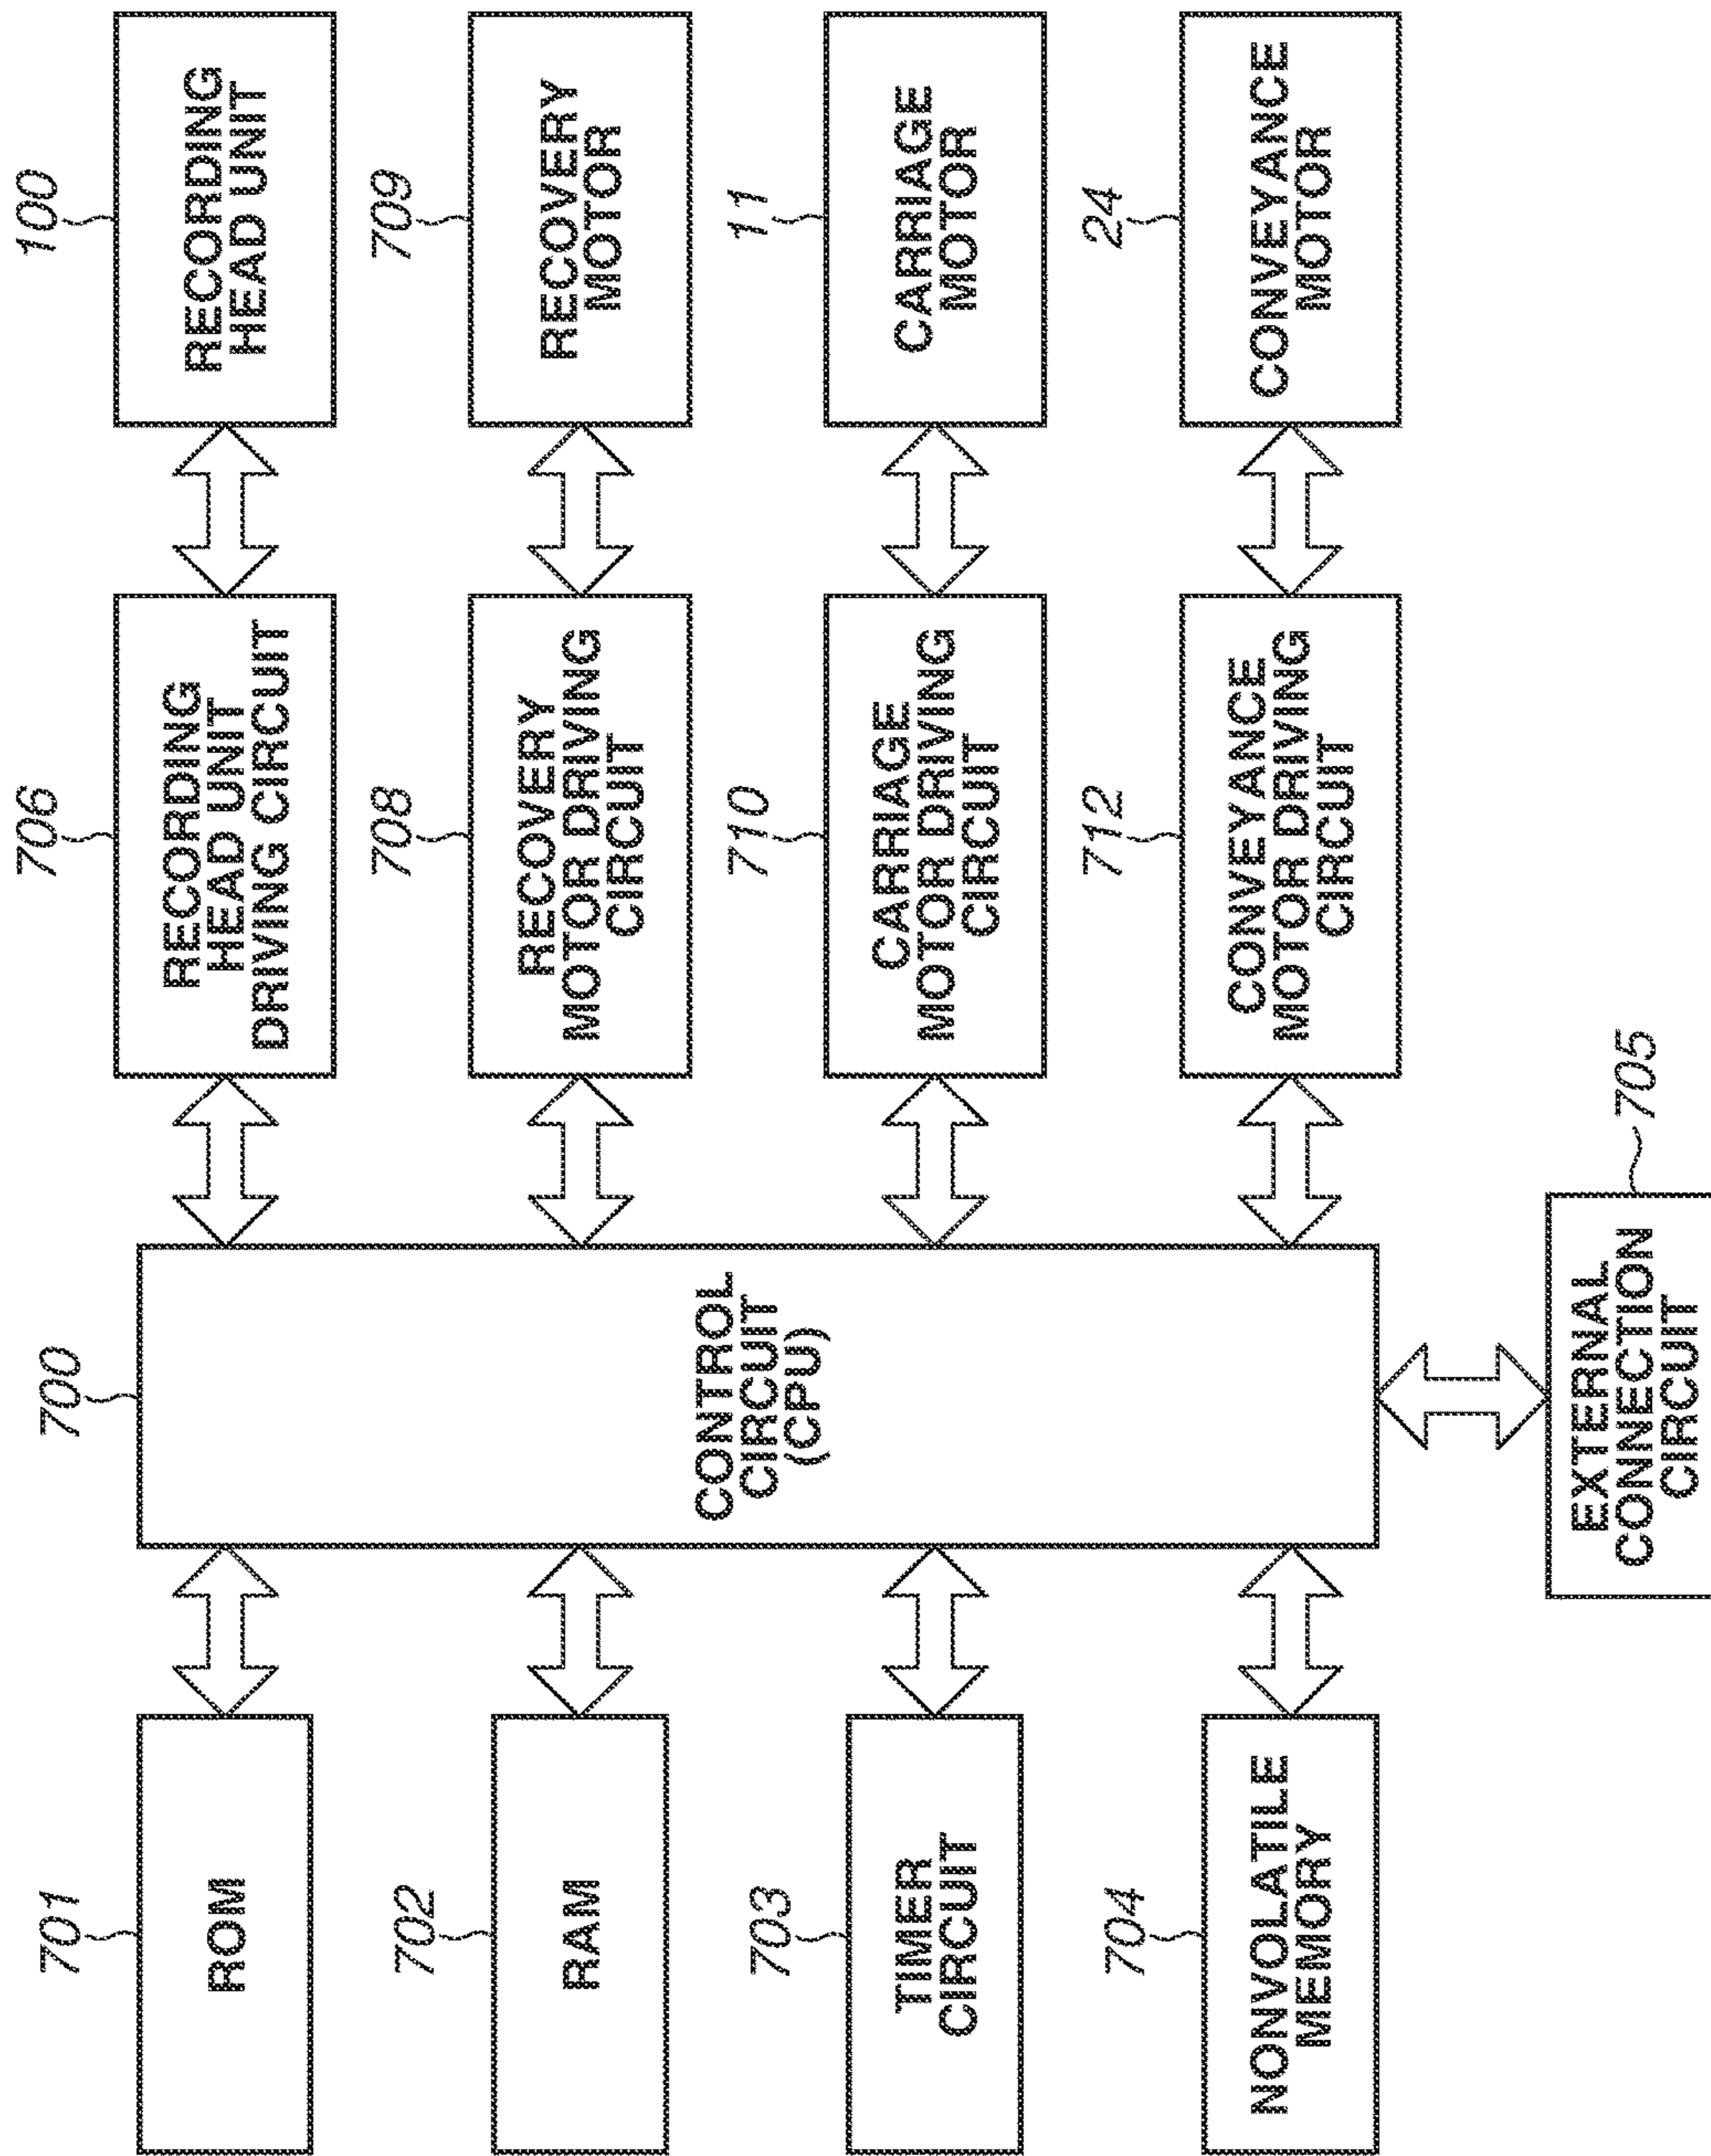 701
ROM
702
RAM
703
TIMER
CIRCUIT
704
NONVOLATILE
MEMORY
700
CONTROL
CIRCUIT
(CPU)
705
EXTERNAL
CONNECTION
CIRCUIT
706
RECORDING
HEAD UNIT
DRIVING CIRCUIT
708
RECOVERY
MOTOR DRIVING
CIRCUIT
710
CARRIAGE
MOTOR DRIVING
CIRCUIT
712
CONVEYANCE
MOTOR DRIVING
CIRCUIT
100
RECORDING
HEAD UNIT
709
RECOVERY
MOTOR
11
CARRIAGE
MOTOR
24
CONVEYANCE
MOTOR